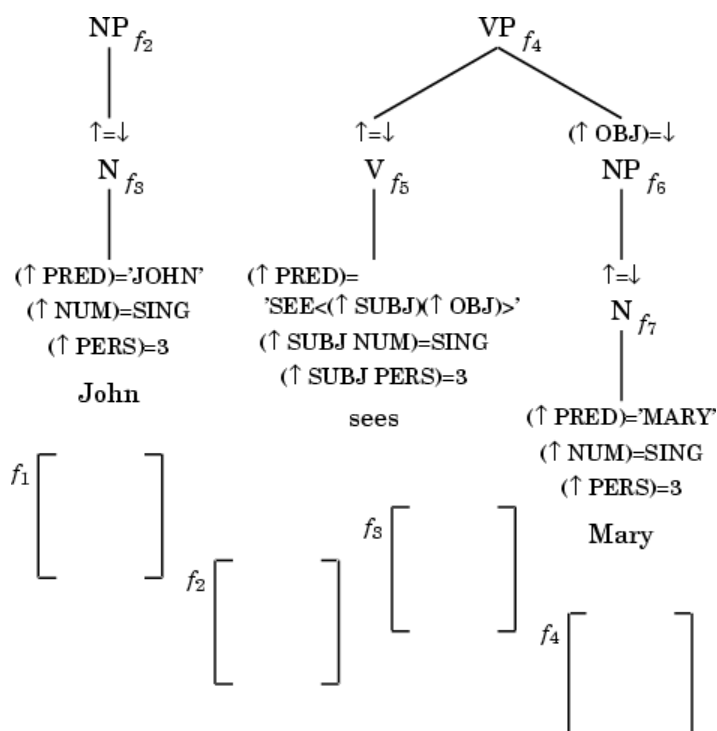 NP f2 VP f4
↑=↓ ↑=↓ (↑ OBJ)=↓
N f3 V f5 NP f6
(↑ PRED)='JOHN' (↑ PRED)= ↑=↓
(↑ NUM)=SING 'SEE<(↑ SUBJ)(↑ OBJ)>' N f7
(↑ PERS)=3 (↑ SUBJ NUM)=SING
John (↑ SUBJ PERS)=3
sees (↑ PRED)='MARY'
(↑ NUM)=SING
(↑ PERS)=3
Mary
f1
f2
f3
f4